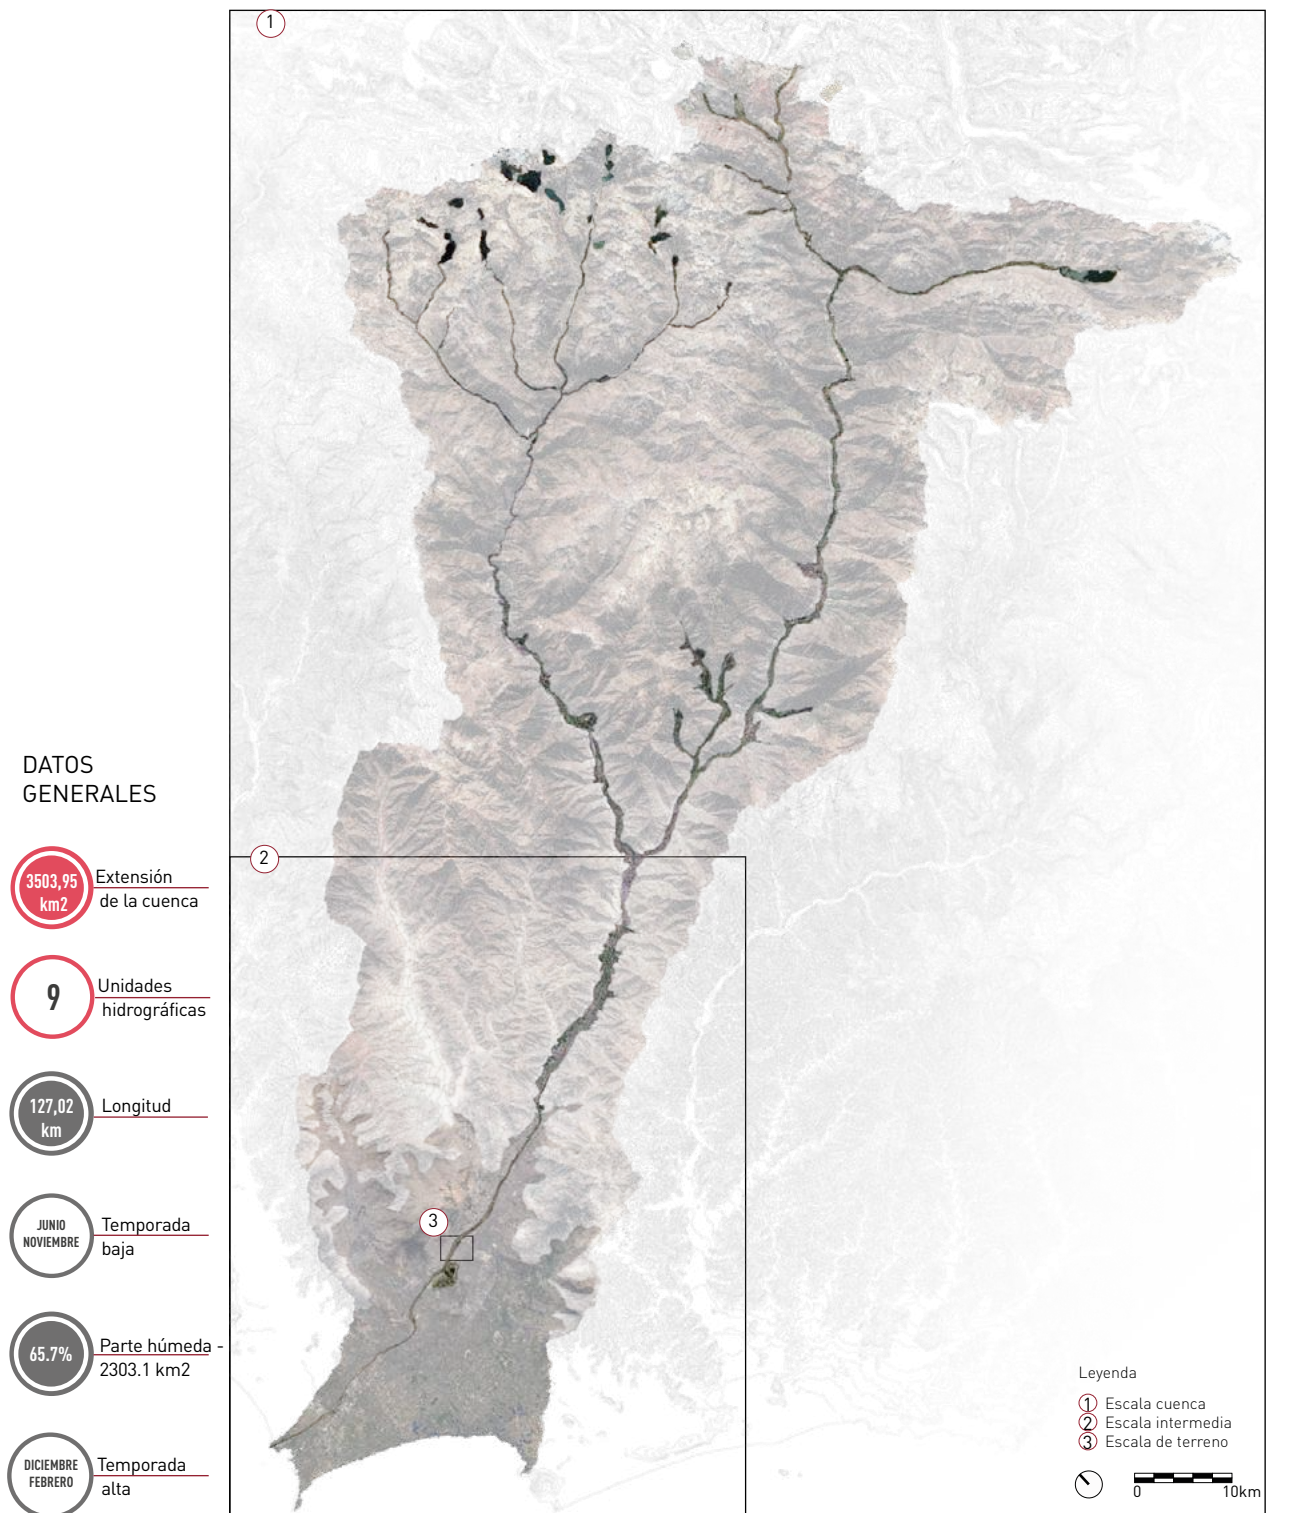 1
DATOS
GENERALES
3503,95
km2
Extensión
de la cuenca
9
Unidades
hidrográficas
127,02
km
Longitud
JUNIO
NOVIEMBRE
Temporada
baja
65.7%
Parte húmeda -
2303.1 km2
DICIEMBRE
FEBRERO
Temporada
alta
2
3
Leyenda
1 Escala cuenca
2 Escala intermedia
3 Escala de terreno
0 10km